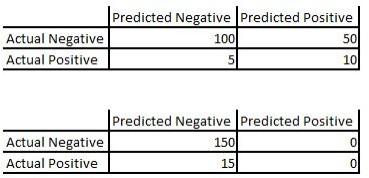 Predicted Negative Predicted Positive
Actual Negative 100 50
Actual Positive 5 10
Predicted Negative Predicted Positive
Actual Negative 150 0
Actual Positive 15 0